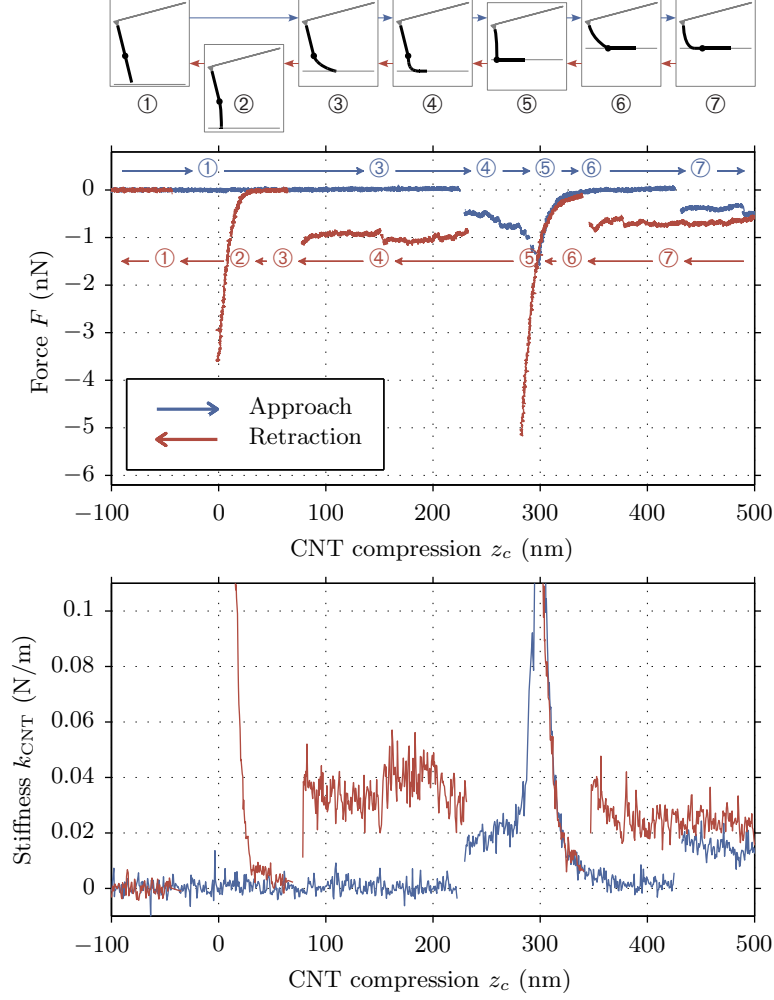 ① ② ③ ④ ⑤ ⑥ ⑦
① ③ ④ ⑤ ⑥ ⑦
① ② ③ ④ ⑤ ⑥ ⑦
0
−1
−2
−3
−4
−5
−6
Force F (nN)
Approach
Retraction
−100 0 100 200 300 400 500
CNT compression z_c (nm)
0.1
0.08
0.06
0.04
0.02
0
Stiffness k_CNT (N/m)
−100 0 100 200 300 400 500
CNT compression z_c (nm)